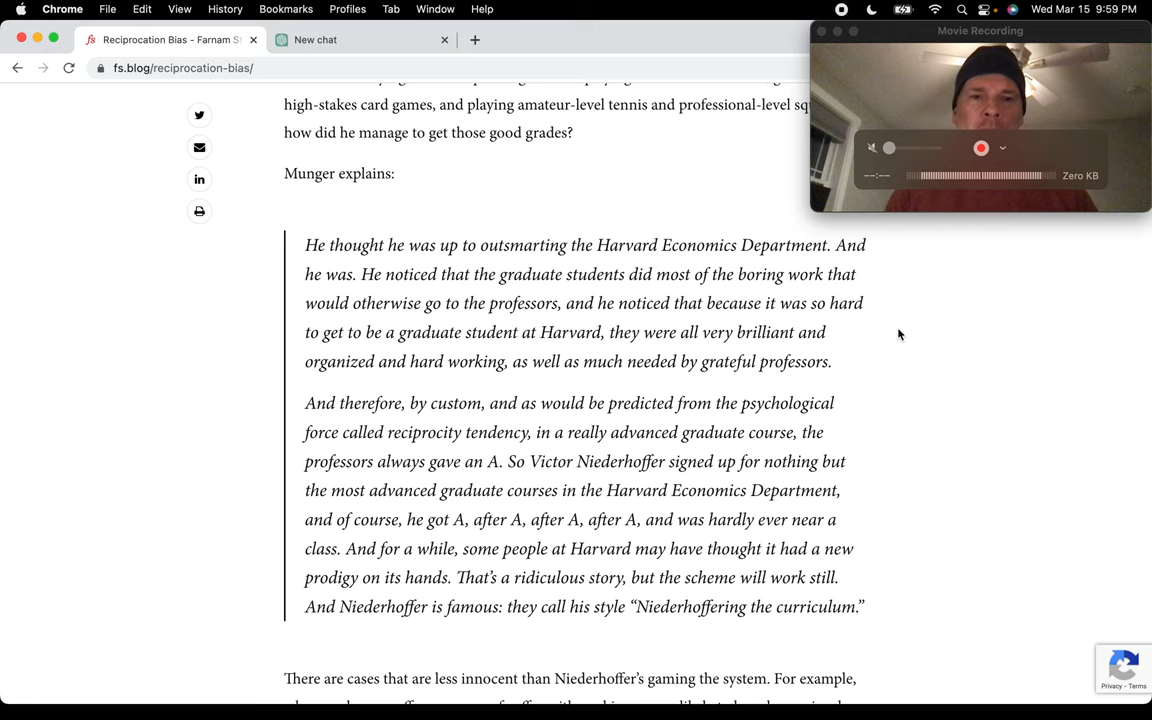 Chrome File Edit View History Bookmarks Profiles Tab Window Help Wed Mar 15 9:59 PM
Reciprocation Bias - Farnam St
New chat
Movie Recording
fs.blog/reciprocation-bias/
high-stakes card games, and playing amateur-level tennis and professional-level squ
how did he manage to get those good grades?
--:-- Zero KB
Munger explains:
He thought he was up to outsmarting the Harvard Economics Department. And
he was. He noticed that the graduate students did most of the boring work that
would otherwise go to the professors, and he noticed that because it was so hard
to get to be a graduate student at Harvard, they were all very brilliant and
organized and hard working, as well as much needed by grateful professors.
And therefore, by custom, and as would be predicted from the psychological
force called reciprocity tendency, in a really advanced graduate course, the
professors always gave an A. So Victor Niederhoffer signed up for nothing but
the most advanced graduate courses in the Harvard Economics Department,
and of course, he got A, after A, after A, after A, and was hardly ever near a
class. And for a while, some people at Harvard may have thought it had a new
prodigy on its hands. That’s a ridiculous story, but the scheme will work still.
And Niederhoffer is famous: they call his style “Niederhoffering the curriculum.”
There are cases that are less innocent than Niederhoffer’s gaming the system. For example,
Privacy - Terms